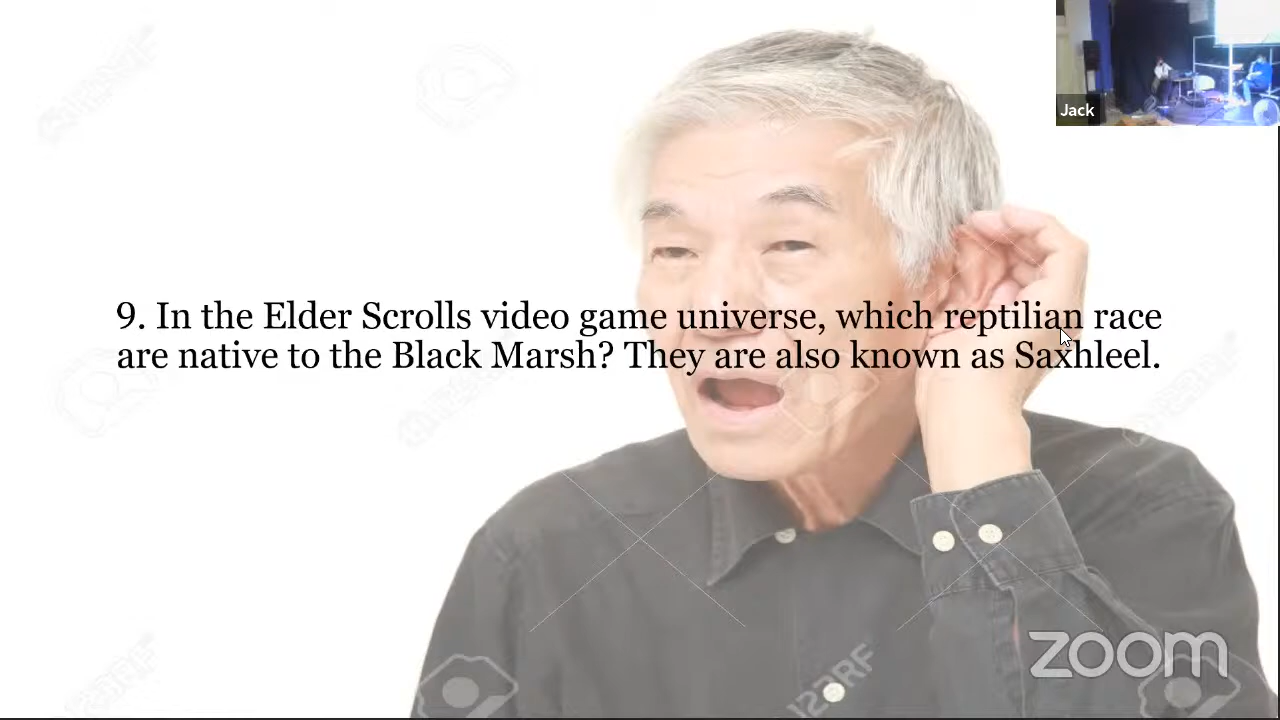 Jack
9. In the Elder Scrolls video game universe, which reptilian race
are native to the Black Marsh? They are also known as Saxhleel.
zoom
123RF